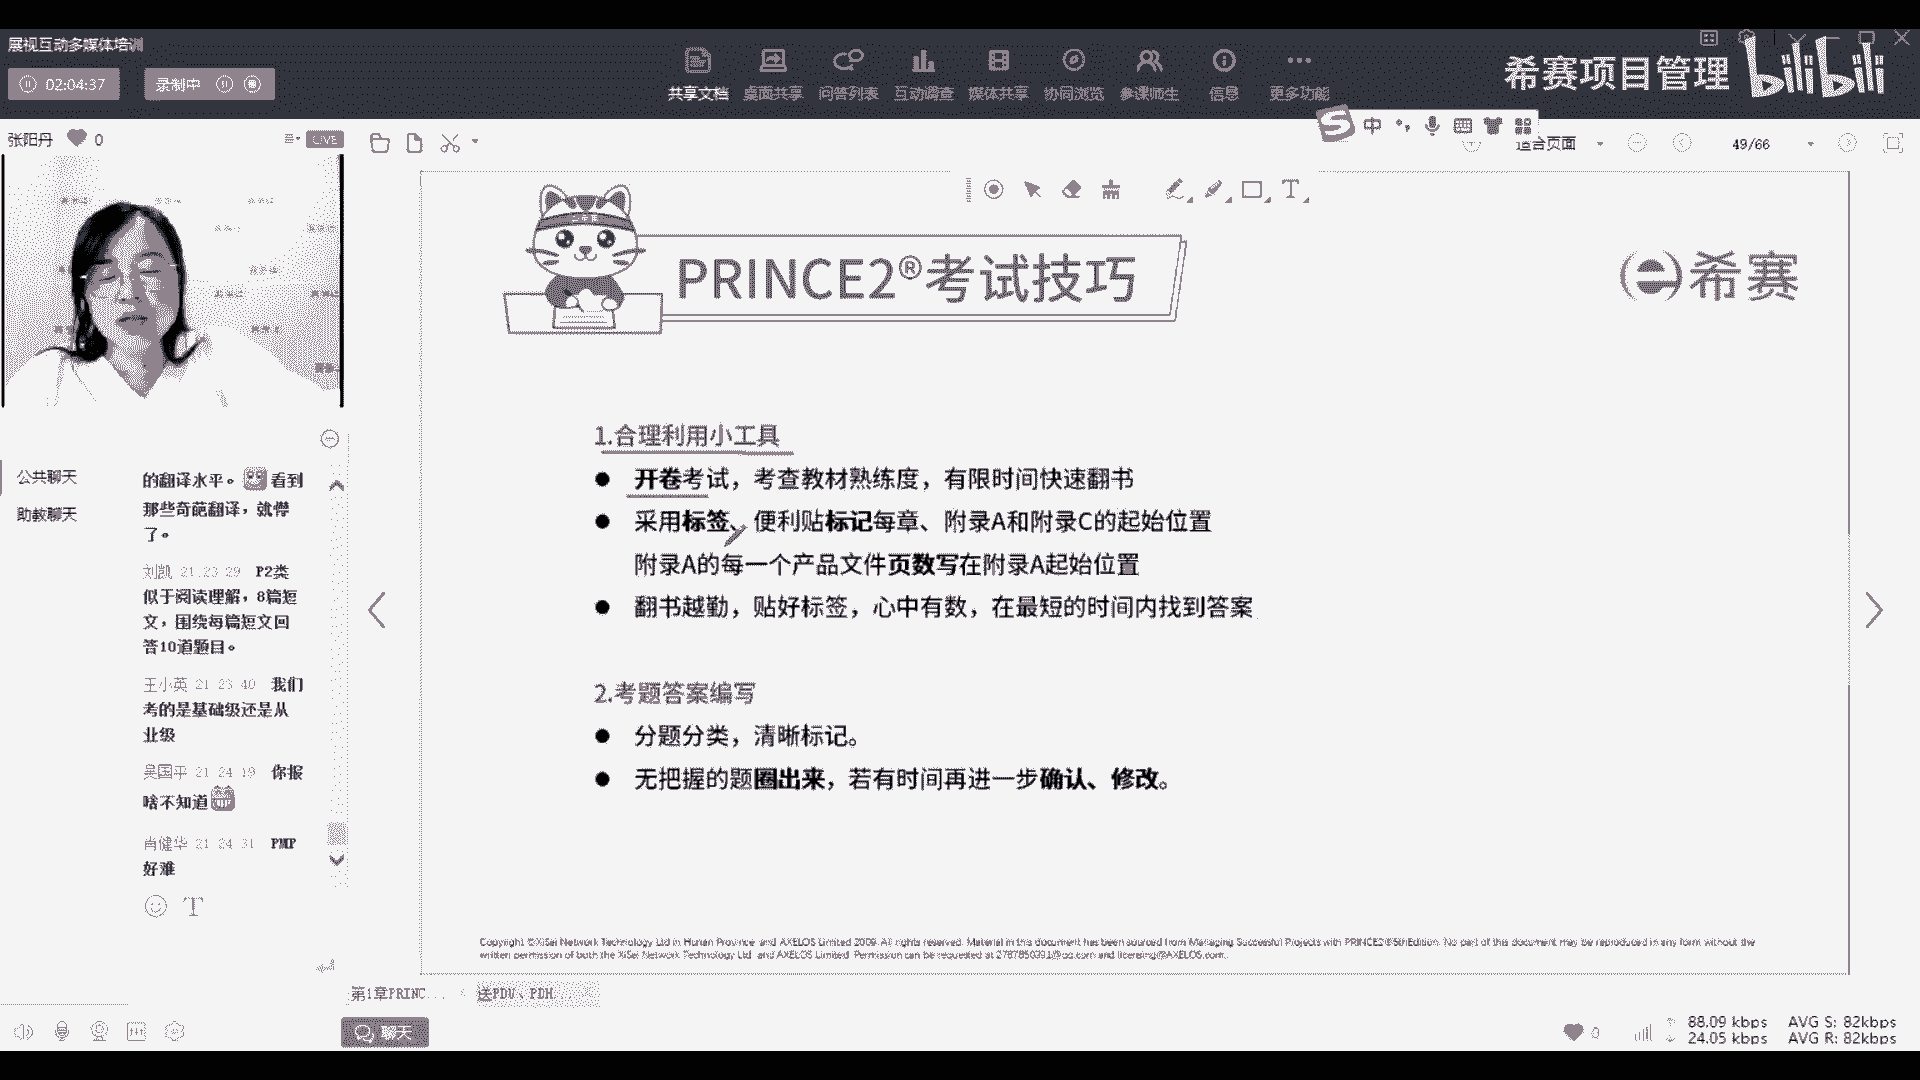 展视互动多媒体培训
02:04:37
录制中
共享文档 桌面共享 问答列表 互动调查 媒体共享 协同浏览 参课师生 信息 更多功能
希赛项目管理 bilibili
张阳丹 0
LIVE
中
适合页面
49/66
PRINCE2®考试技巧
希赛
1.合理利用小工具
开卷考试，考查教材熟练度，有限时间快速翻书
采用标签、便利贴标记每章、附录A和附录C的起始位置
附录A的每一个产品文件页数写在附录A起始位置
翻书越勤，贴好标签，心中有数，在最短的时间内找到答案
2.考题答案编写
分题分类，清晰标记。
无把握的题圈出来，若有时间再进一步确认、修改。
公共聊天
助教聊天
的翻译水平。 看到
那些奇葩翻译，就懵
了。
刘凯 21:23:29 P2类
似于阅读理解，8篇短
文，围绕每篇短文回
答10道题目。
王小英 21:23:40 我们
考的是基础级还是从
业级
吴国平 21:24:19 你报
啥不知道
肖健华 21:24:31 PMP
好难
Copyright ©XiSai Network Technology Ltd in Hunan Province and AXELOS Limited 2009. All rights reserved. Material in this document has been sourced from Managing Successful Projects with PRINCE2®5thEdition. No part of this document may be reproduced in any form without the
written permission of both the XiSai Network Technology Ltd and AXELOS Limited. Permission can be requested at 2767850391@qq.com and licensing@AXELOS.com.
第1章PRINC...
送PDU、PDH...
聊天
0
88.09 kbps AVG S: 82kbps
24.05 kbps AVG R: 82kbps